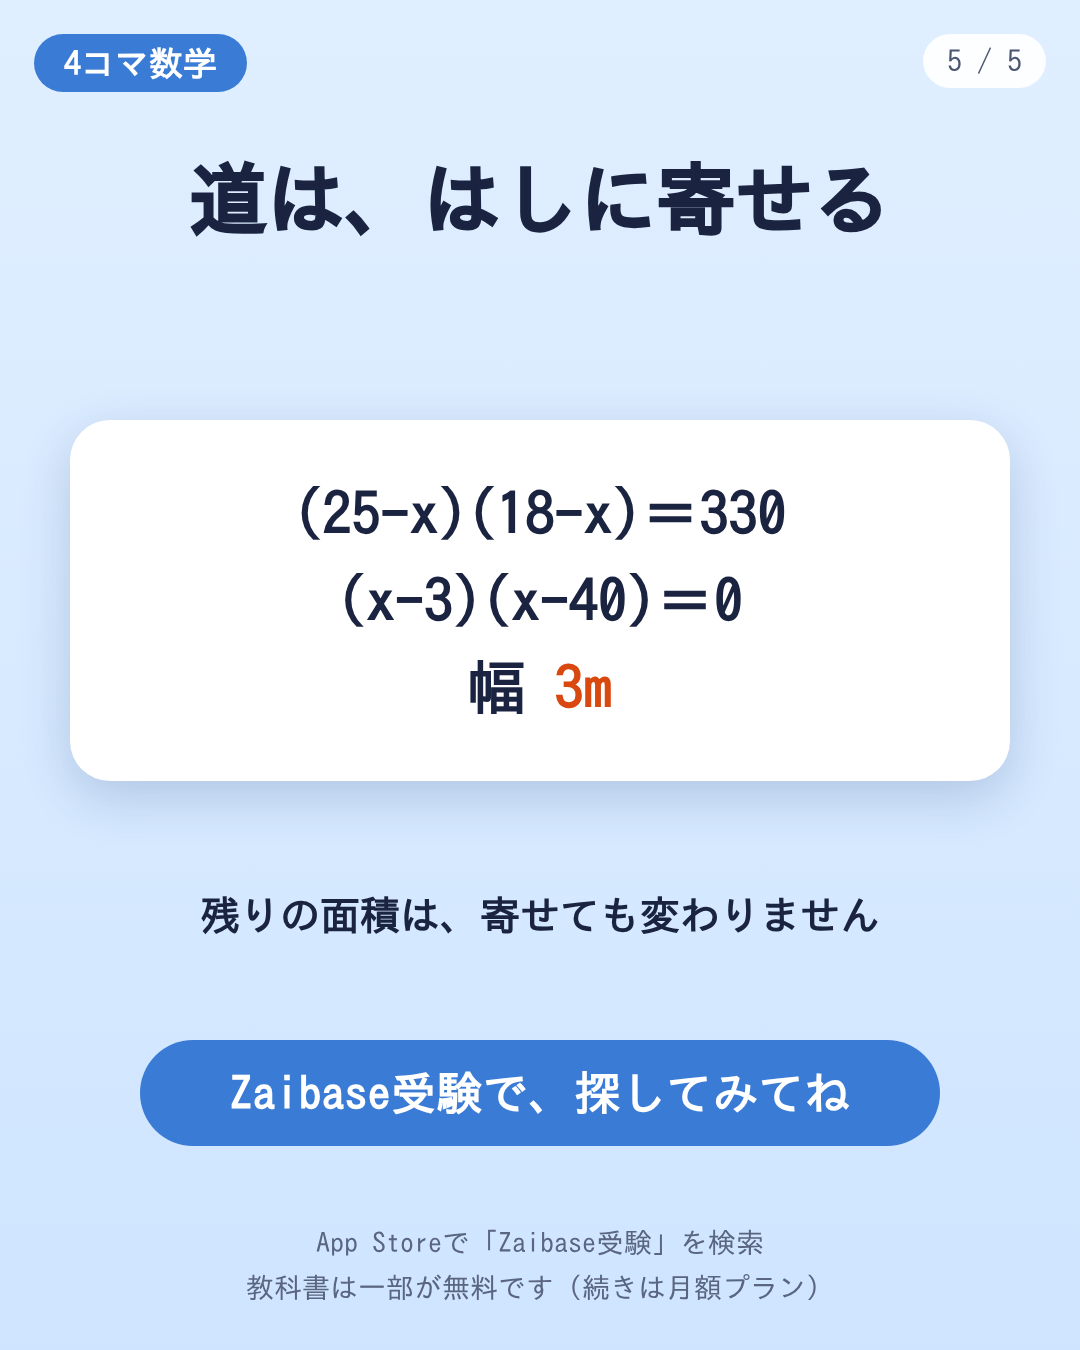 4コマ数学
5 / 5
道は、はしに寄せる
(25−x)(18−x)＝330
(x−3)(x−40)＝0
幅 3m
残りの面積は、寄せても変わりません
Zaibase受験で、探してみてね
App Storeで「Zaibase受験」を検索
教科書は一部が無料です（続きは月額プラン）